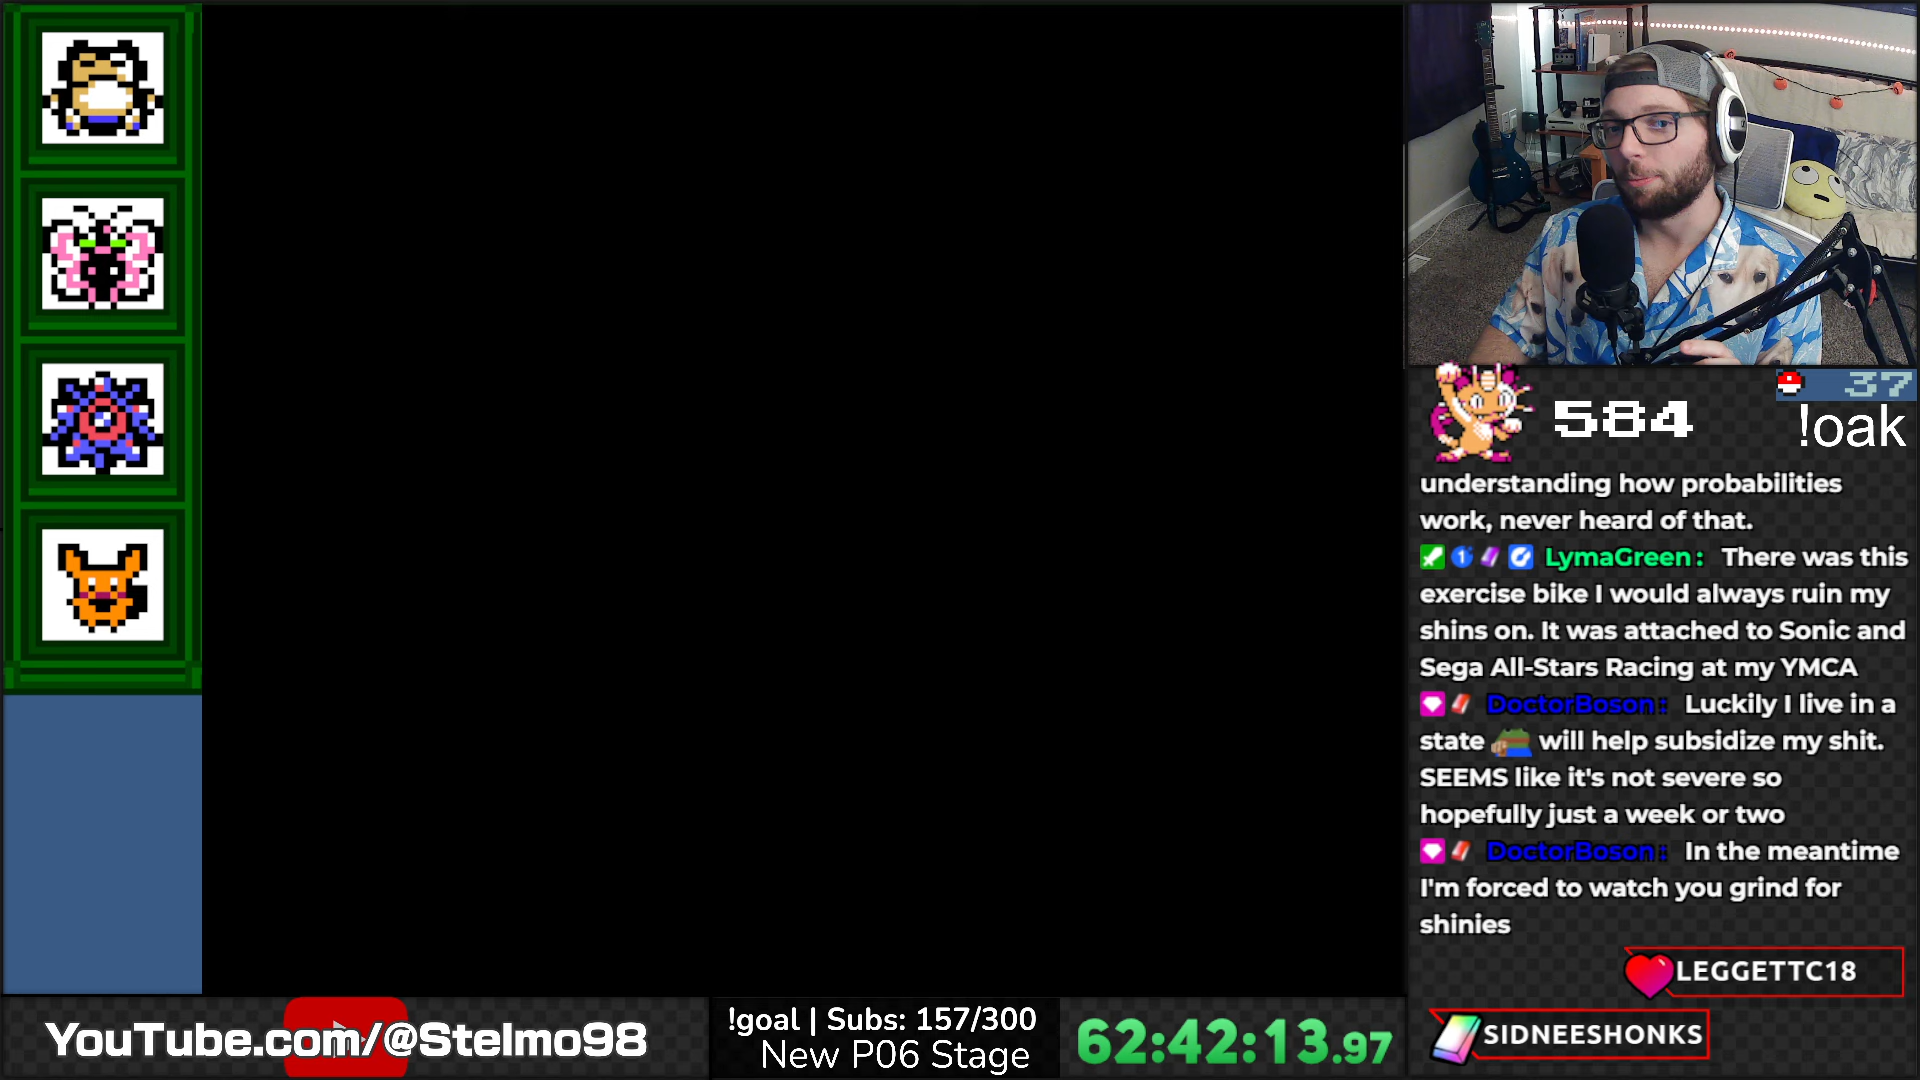 584
37
!oak
understanding how probabilities
work, never heard of that.
LymaGreen: There was this
exercise bike I would always ruin my
shins on. It was attached to Sonic and
Sega All-Stars Racing at my YMCA
DoctorBoson: Luckily I live in a
state will help subsidize my shit.
SEEMS like it's not severe so
hopefully just a week or two
DoctorBoson: In the meantime
I'm forced to watch you grind for
shinies
LEGGETTC18
SIDNEESHONKS
YouTube.com/@Stelmo98
!goal | Subs: 157/300
New P06 Stage
62:42:13.97